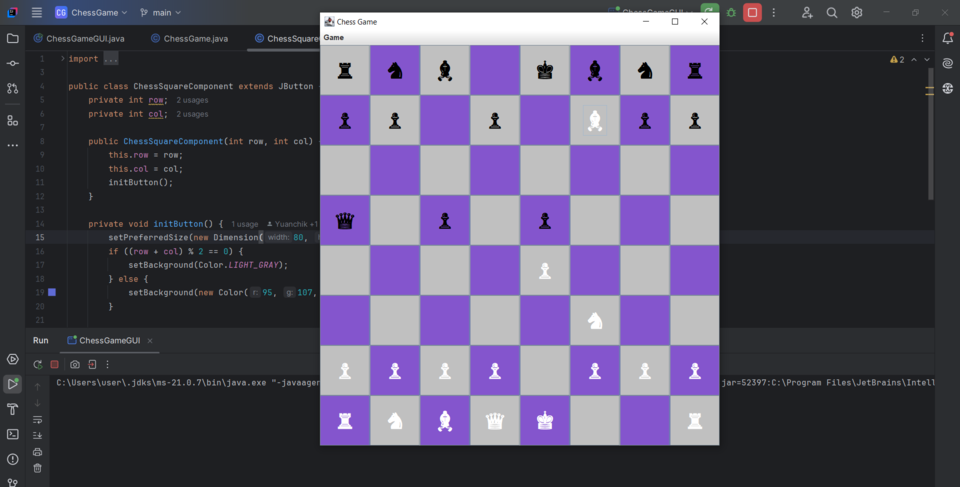 CG ChessGame main
ChessGameGUI
Chess Game
Game
ChessGameGUI.java ChessGame.java ChessSquare
1 import ...
4 public class ChessSquareComponent extends JButton
5 private int row; 2 usages
6 private int col; 2 usages
7
8 public ChessSquareComponent(int row, int col)
9 this.row = row;
10 this.col = col;
11 initButton();
12 }
13
14 private void initButton() { 1 usage Yuanchik +1
15 setPreferredSize(new Dimension( width: 80,
16 if ((row + col) % 2 == 0) {
17 setBackground(Color.LIGHT_GRAY);
18 } else {
19 setBackground(new Color( r: 95, g: 107,
20 }
21
2
Run ChessGameGUI
C:\Users\user\.jdks\ms-21.0.7\bin\java.exe "-javaagen jar=52397:C:\Program Files\JetBrains\Intell